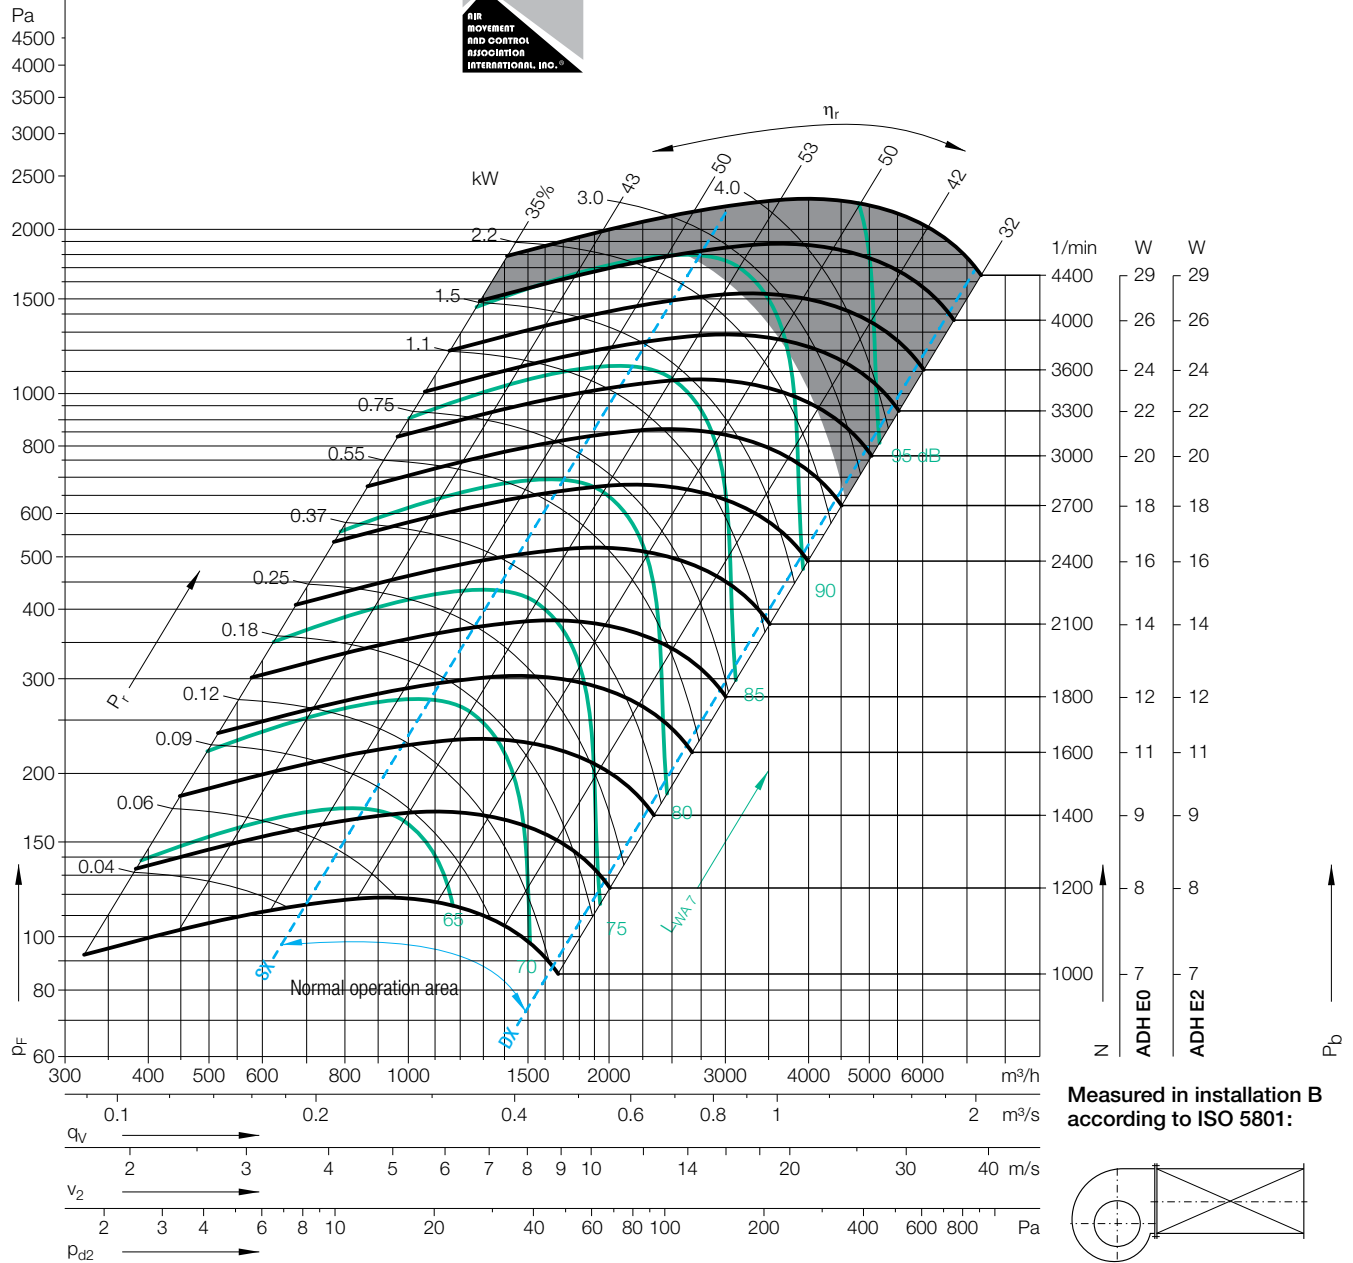 Pa
4500
4000
3500
3000
2500
2000
1500
1000
800
600
500
400
300
200
150
100
80
60
pF
AIR
MOVEMENT
AND CONTROL
ASSOCIATION
INTERNATIONAL, INC.®
ηr
kW
35%
43
50
53
50
42
32
4.0
3.0
2.2
1.5
1.1
0.75
0.55
0.37
0.25
0.18
0.12
0.09
0.06
0.04
Pr
95 dB
90
85
80
75
70
65
LWA 7
SX
DX
Normal operation area
1/min W W
4400 29 29
4000 26 26
3600 24 24
3300 22 22
3000 20 20
2700 18 18
2400 16 16
2100 14 14
1800 12 12
1600 11 11
1400 9 9
1200 8 8
1000 7 7
N
ADH E0
ADH E2
Pb
300 400 500 600 800 1000 1500 2000 3000 4000 5000 6000 m³/h
0.1 0.2 0.4 0.6 0.8 1 2 m³/s
qV
2 3 4 5 6 7 8 9 10 14 20 30 40 m/s
v2
2 3 4 6 8 10 20 40 60 80 100 200 400 600 800 Pa
pd2
Measured in installation B
according to ISO 5801: